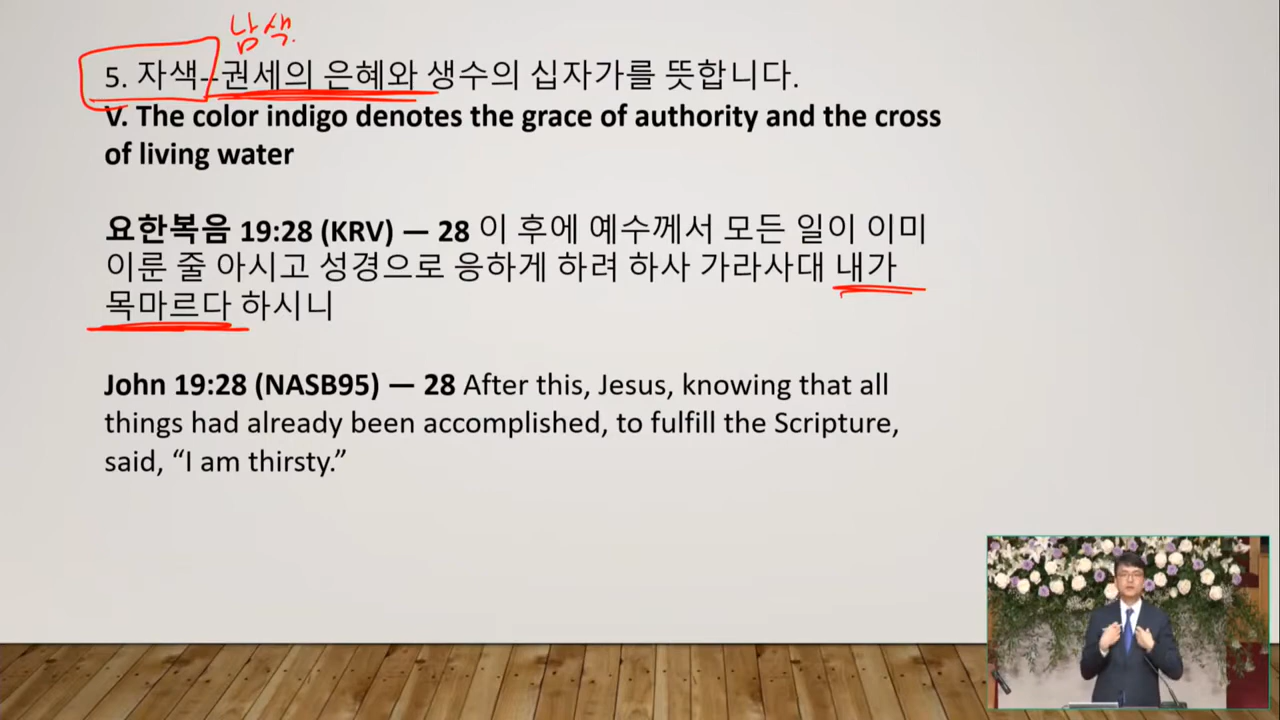 남색.
5. 자색–권세의 은혜와 생수의 십자가를 뜻합니다.
V. The color indigo denotes the grace of authority and the cross
of living water
요한복음 19:28 (KRV) — 28 이 후에 예수께서 모든 일이 이미
이룬 줄 아시고 성경으로 응하게 하려 하사 가라사대 내가
목마르다 하시니
John 19:28 (NASB95) — 28 After this, Jesus, knowing that all
things had already been accomplished, to fulfill the Scripture,
said, “I am thirsty.”